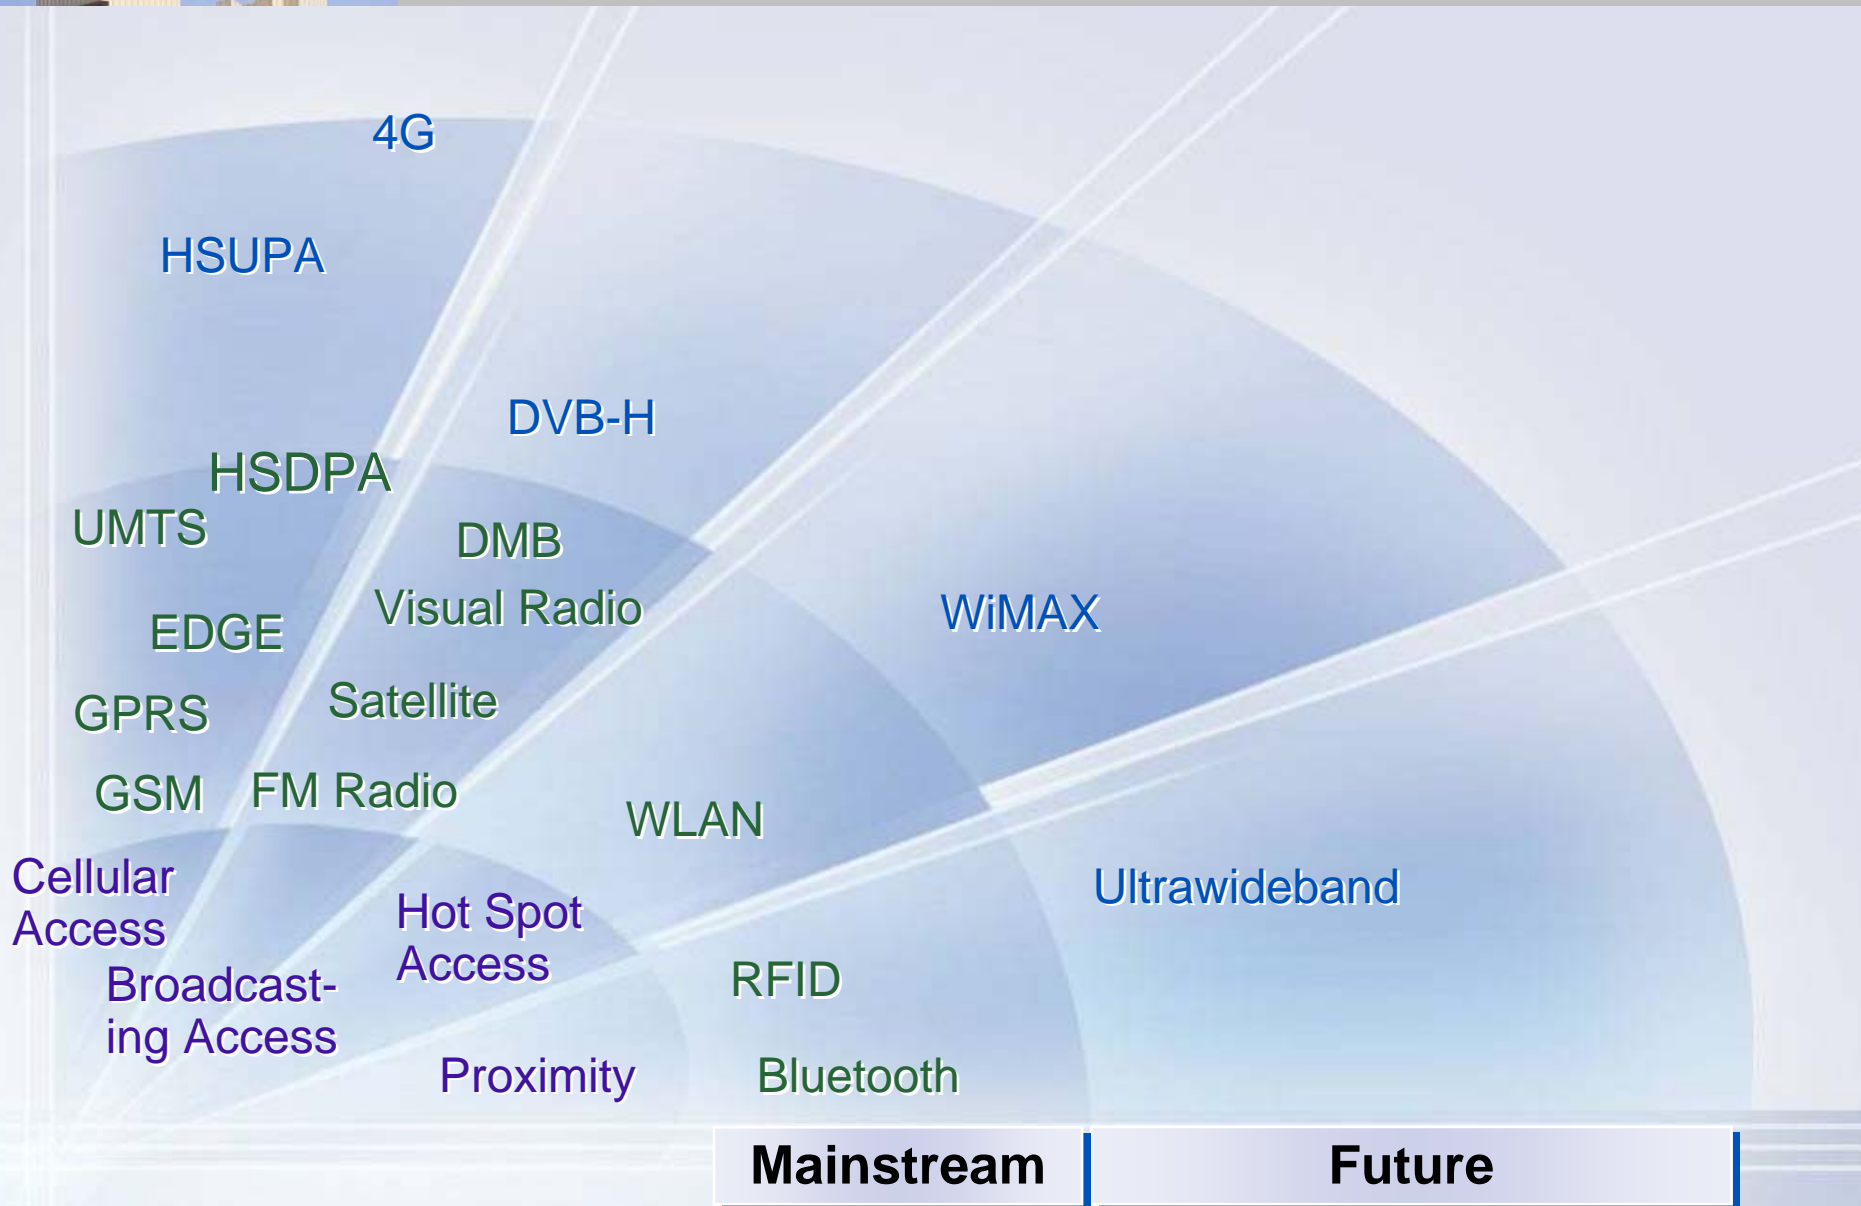 4G
HSUPA
DVB-H
HSDPA
UMTS
DMB
Visual Radio
WiMAX
EDGE
Satellite
GPRS
GSM
FM Radio
WLAN
Cellular
Access
Hot Spot
Access
Ultrawideband
Broadcast-
ing Access
RFID
Proximity
Bluetooth
Mainstream
Future